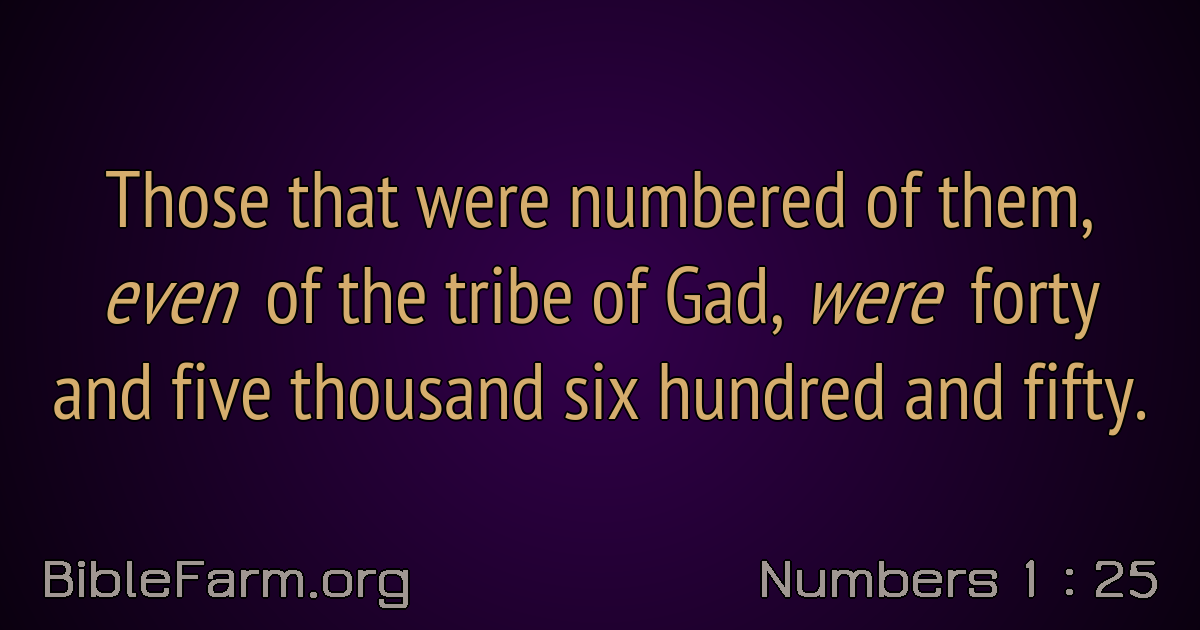 Those that were numbered of them,
even of the tribe of Gad, were forty
and five thousand six hundred and fifty.
BibleFarm.org
Numbers 1 : 25